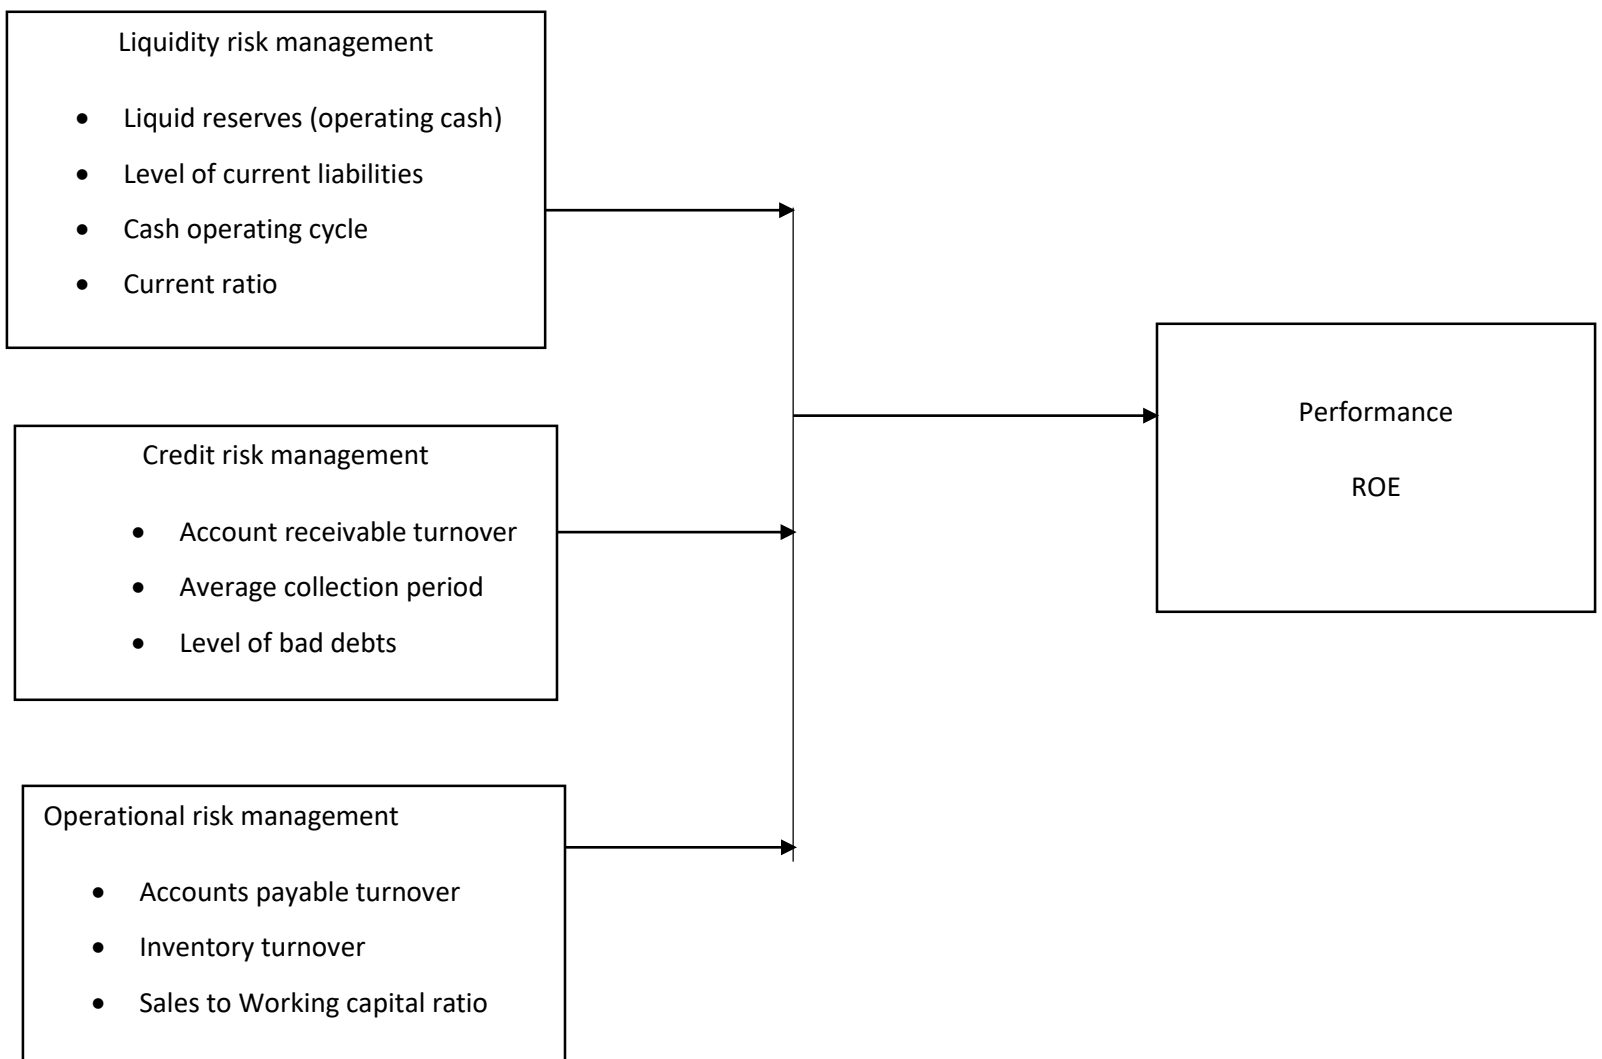 Liquidity risk management
• Liquid reserves (operating cash)
• Level of current liabilities
• Cash operating cycle
• Current ratio
Credit risk management
• Account receivable turnover
• Average collection period
• Level of bad debts
Operational risk management
• Accounts payable turnover
• Inventory turnover
• Sales to Working capital ratio
Performance
ROE